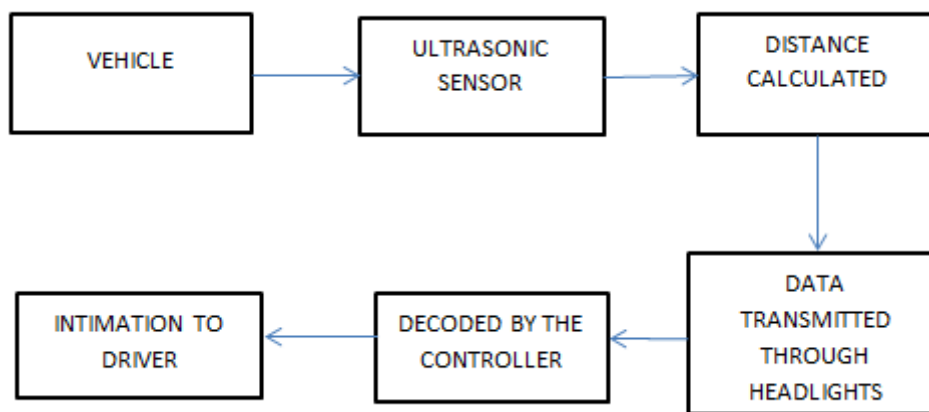 VEHICLE
ULTRASONIC
SENSOR
DISTANCE
CALCULATED
DATA
TRANSMITTED
THROUGH
HEADLIGHTS
DECODED BY THE
CONTROLLER
INTIMATION TO
DRIVER